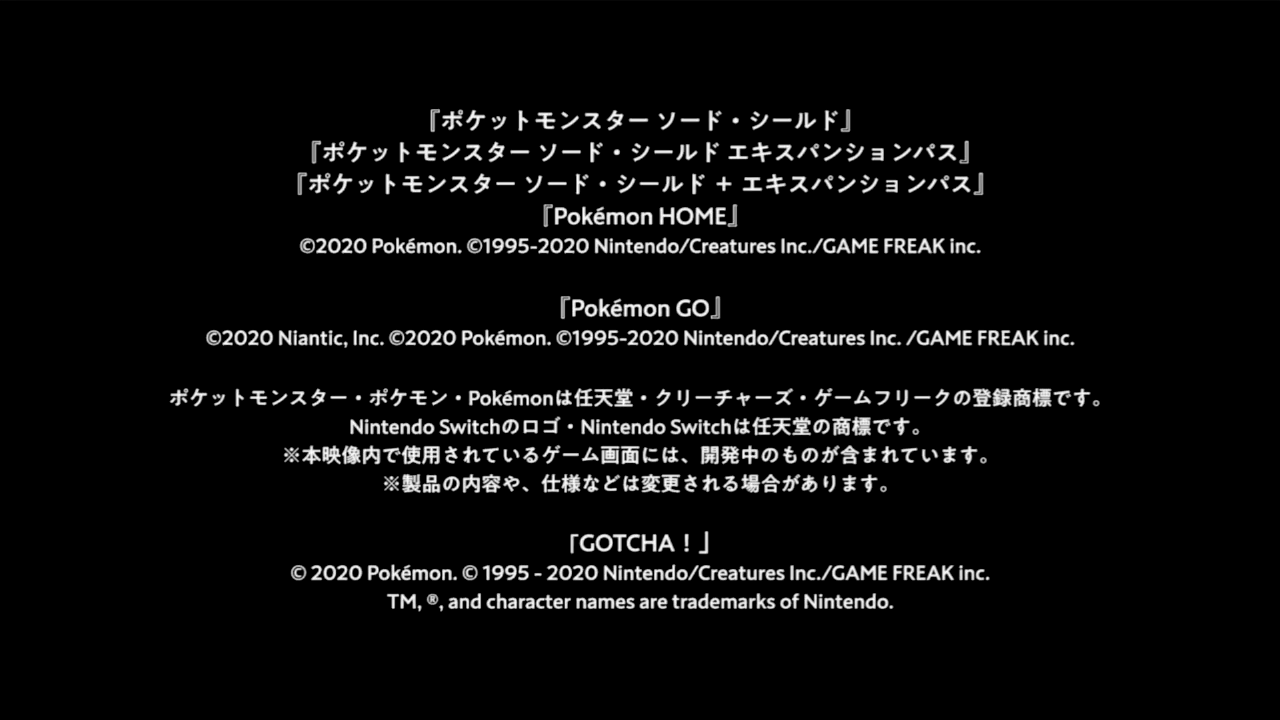 『ポケットモンスター ソード・シールド』
『ポケットモンスター ソード・シールド エキスパンションパス』
『ポケットモンスター ソード・シールド + エキスパンションパス』
『Pokémon HOME』
©2020 Pokémon. ©1995-2020 Nintendo/Creatures Inc./GAME FREAK inc.
『Pokémon GO』
©2020 Niantic, Inc. ©2020 Pokémon. ©1995-2020 Nintendo/Creatures Inc. /GAME FREAK inc.
ポケットモンスター・ポケモン・Pokémonは任天堂・クリーチャーズ・ゲームフリークの登録商標です。
Nintendo Switchのロゴ・Nintendo Switchは任天堂の商標です。
※本映像内で使用されているゲーム画面には、開発中のものが含まれています。
※製品の内容や、仕様などは変更される場合があります。
「GOTCHA！」
© 2020 Pokémon. © 1995 - 2020 Nintendo/Creatures Inc./GAME FREAK inc.
TM, ®, and character names are trademarks of Nintendo.